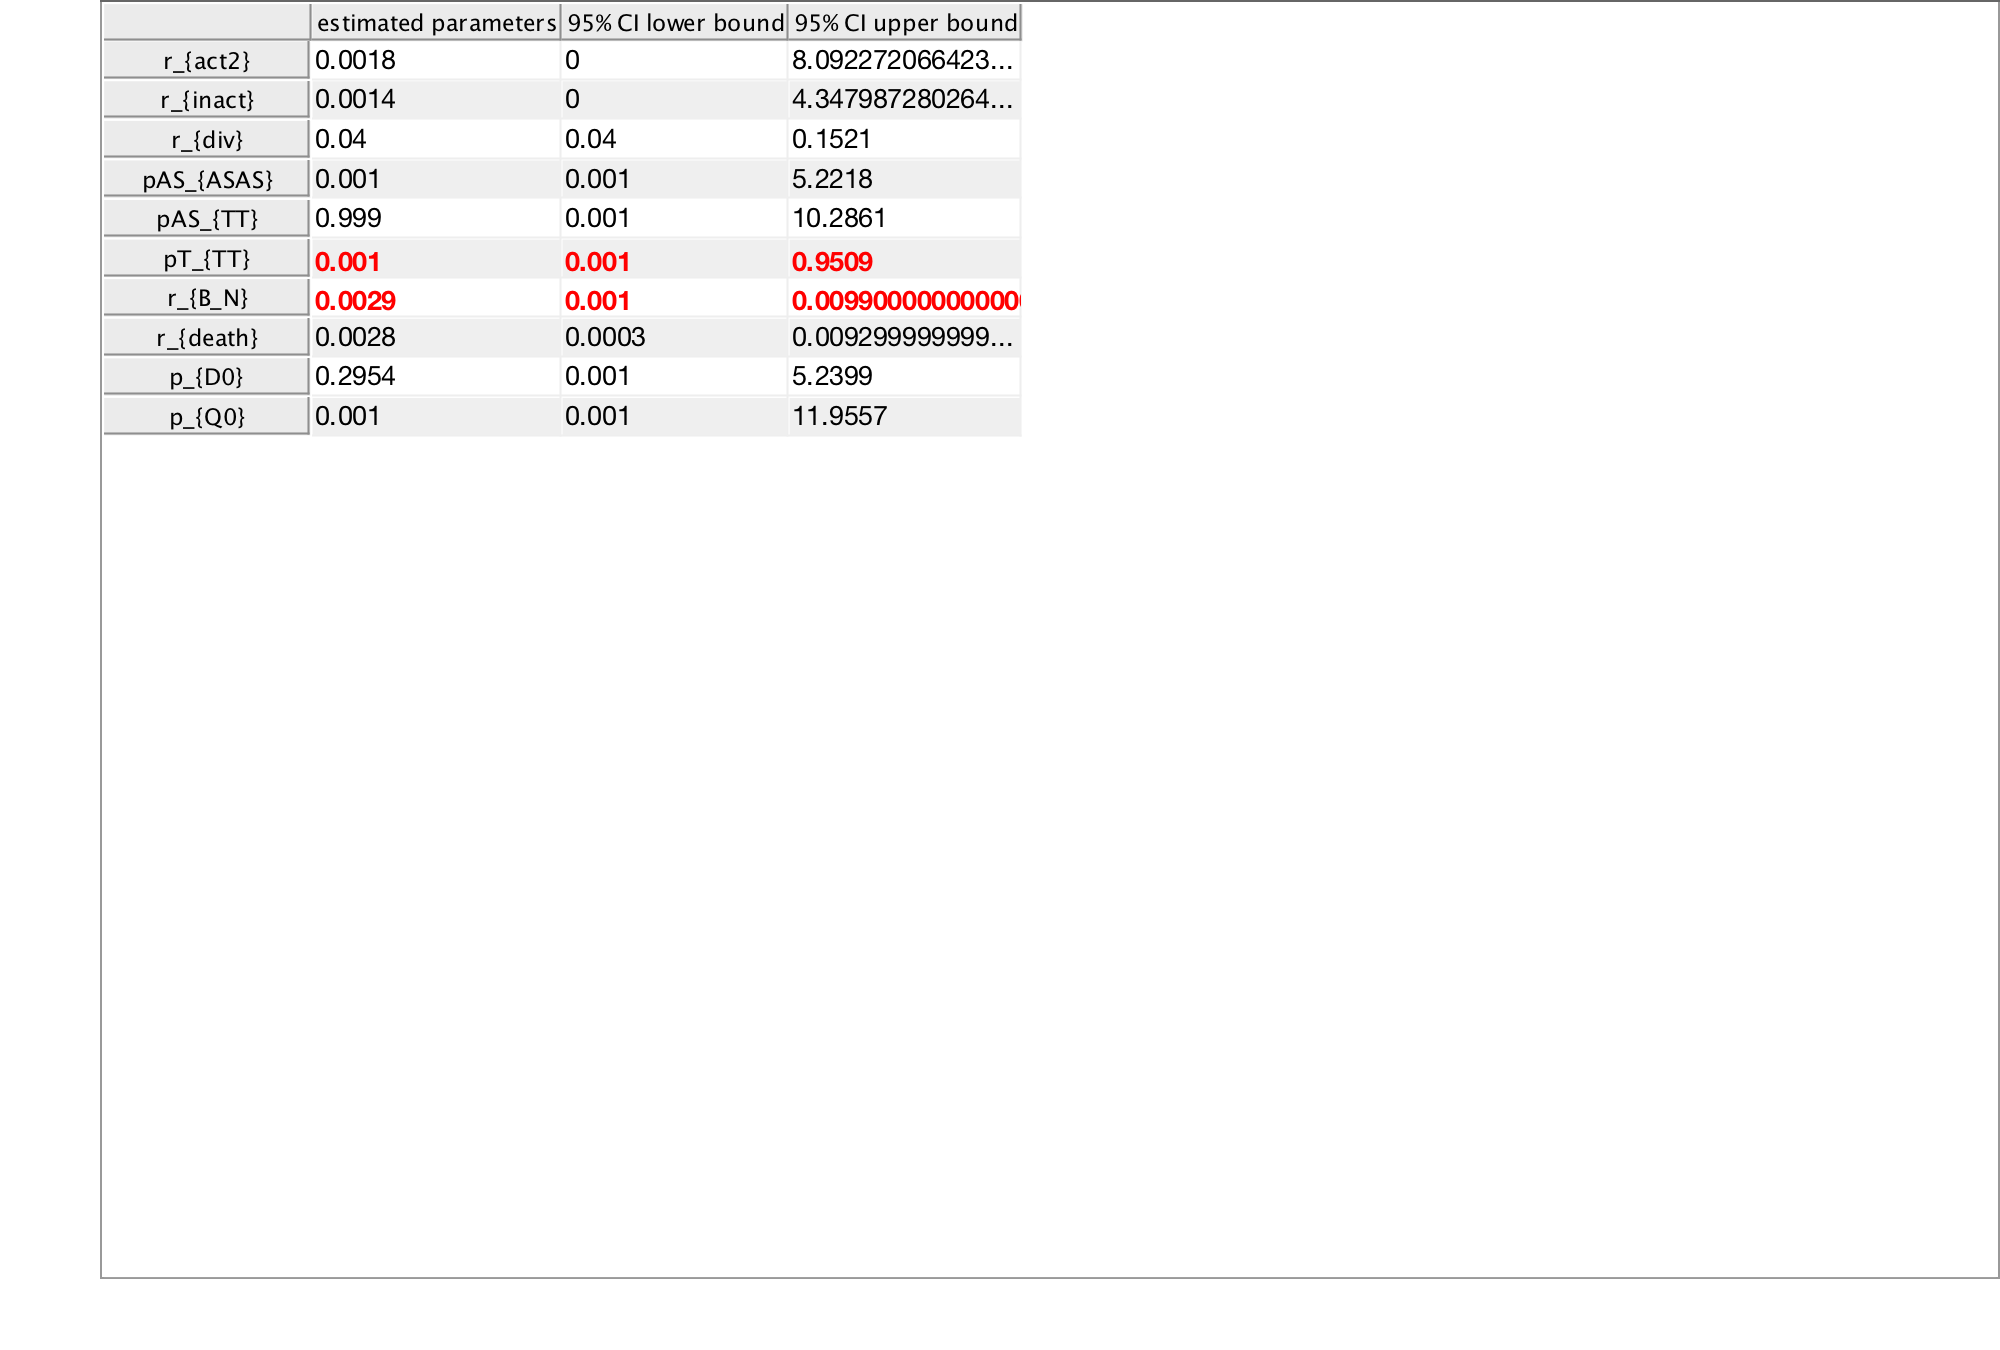 estimated parameters 95% CI lower bound 95% CI upper bound
r_{act2} 0.0018 0 8.092272066423...
r_{inact} 0.0014 0 4.347987280264...
r_{div} 0.04 0.04 0.1521
pAS_{ASAS} 0.001 0.001 5.2218
pAS_{TT} 0.999 0.001 10.2861
pT_{TT} 0.001 0.001 0.9509
r_{B_N} 0.0029 0.001 0.00990000000000
r_{death} 0.0028 0.0003 0.009299999999...
p_{D0} 0.2954 0.001 5.2399
p_{Q0} 0.001 0.001 11.9557